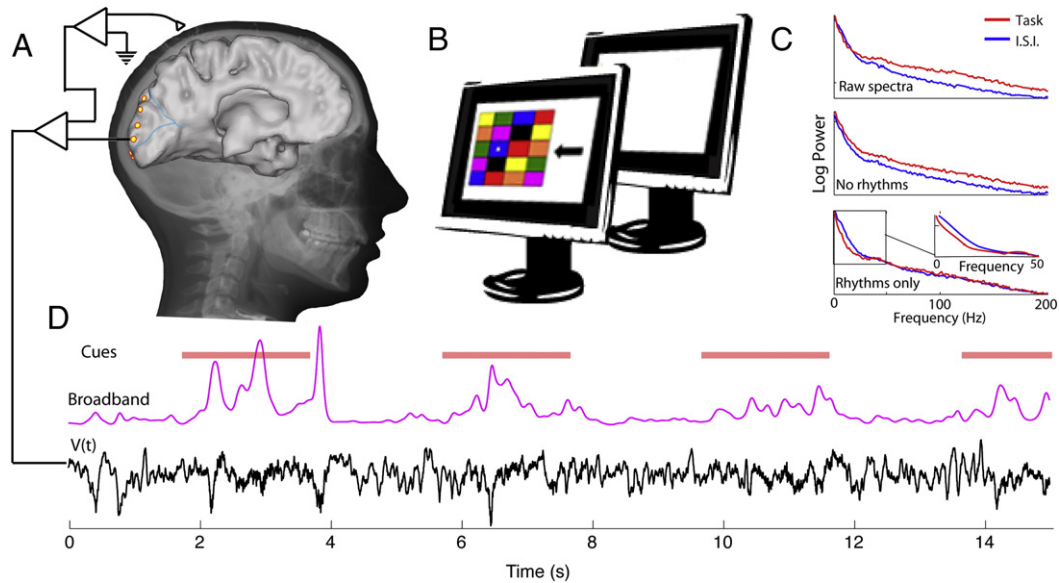 A
B
C
Task
I.S.I.
Raw spectra
No rhythms
Log Power
0
50
Frequency
Rhythms only
0
100
200
Frequency (Hz)
D
Cues
Broadband
V(t)
0
2
4
6
8
10
12
14
Time (s)